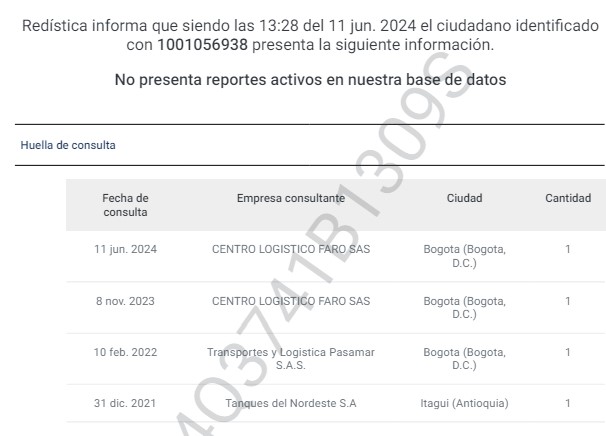 Redística informa que siendo las 13:28 del 11 jun. 2024 el ciudadano identificado
con 1001056938 presenta la siguiente información.
No presenta reportes activos en nuestra base de datos
Huella de consulta
Fecha de consulta Empresa consultante Ciudad Cantidad
11 jun. 2024 CENTRO LOGISTICO FARO SAS Bogota (Bogota, D.C.) 1
8 nov. 2023 CENTRO LOGISTICO FARO SAS Bogota (Bogota, D.C.) 1
10 feb. 2022 Transportes y Logistica Pasamar S.A.S. Bogota (Bogota, D.C.) 1
31 dic. 2021 Tanques del Nordeste S.A Itagui (Antioquia) 1